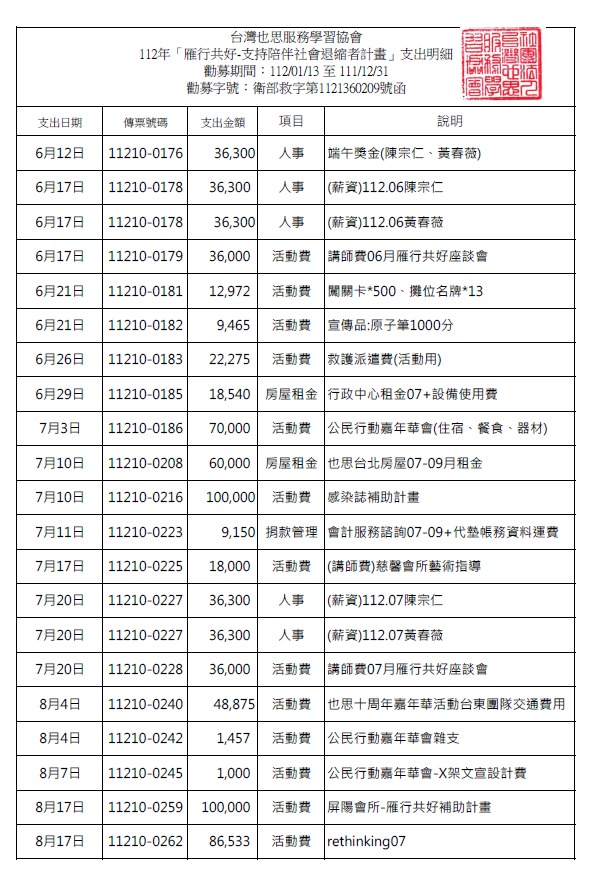 台灣也思服務學習協會
112年「雁行共好-支持陪伴社會退縮者計畫」支出明細
勸募期間：112/01/13 至 111/12/31
勸募字號：衛部救字第1121360209號函
支出日期 傳票號碼 支出金額 項目 說明
6月12日 11210-0176 36,300 人事 端午獎金(陳宗仁、黃春薇)
6月17日 11210-0178 36,300 人事 (薪資)112.06陳宗仁
6月17日 11210-0178 36,300 人事 (薪資)112.06黃春薇
6月17日 11210-0179 36,000 活動費 講師費06月雁行共好座談會
6月21日 11210-0181 12,972 活動費 闖關卡*500、攤位名牌*13
6月21日 11210-0182 9,465 活動費 宣傳品:原子筆1000分
6月26日 11210-0183 22,275 活動費 救護派遣費(活動用)
6月29日 11210-0185 18,540 房屋租金 行政中心租金07+設備使用費
7月3日 11210-0186 70,000 活動費 公民行動嘉年華會(住宿、餐食、器材)
7月10日 11210-0208 60,000 房屋租金 也思台北房屋07-09月租金
7月10日 11210-0216 100,000 活動費 感染誌補助計畫
7月11日 11210-0223 9,150 捐款管理 會計服務諮詢07-09+代墊帳務資料運費
7月17日 11210-0225 18,000 活動費 (講師費)慈馨會所藝術指導
7月20日 11210-0227 36,300 人事 (薪資)112.07陳宗仁
7月20日 11210-0227 36,300 人事 (薪資)112.07黃春薇
7月20日 11210-0228 36,000 活動費 講師費07月雁行共好座談會
8月4日 11210-0240 48,875 活動費 也思十周年嘉年華活動台東團隊交通費用
8月4日 11210-0242 1,457 活動費 公民行動嘉年華會雜支
8月7日 11210-0245 1,000 活動費 公民行動嘉年華會-X架文宣設計費
8月17日 11210-0259 100,000 活動費 屏陽會所-雁行共好補助計畫
8月17日 11210-0262 86,533 活動費 rethinking07